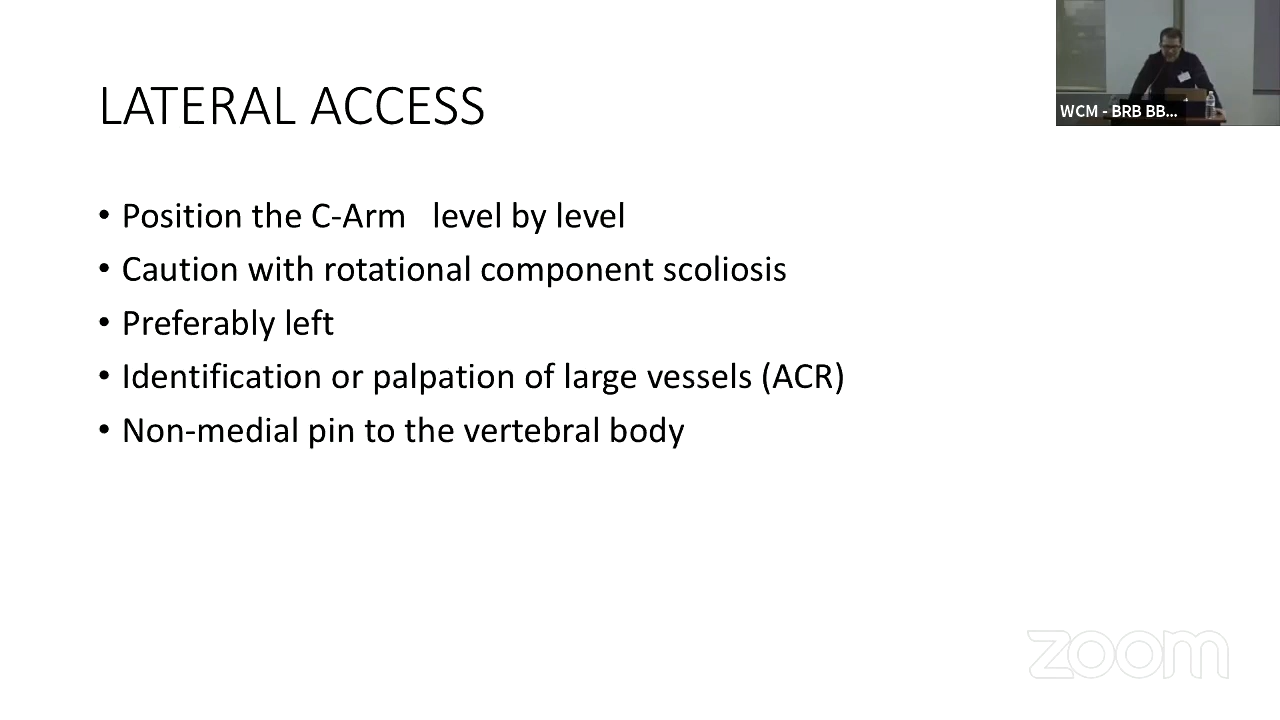 LATERAL ACCESS
WCM - BRB BB...
• Position the C-Arm   level by level
• Caution with rotational component scoliosis
• Preferably left
• Identification or palpation of large vessels (ACR)
• Non-medial pin to the vertebral body
zoom